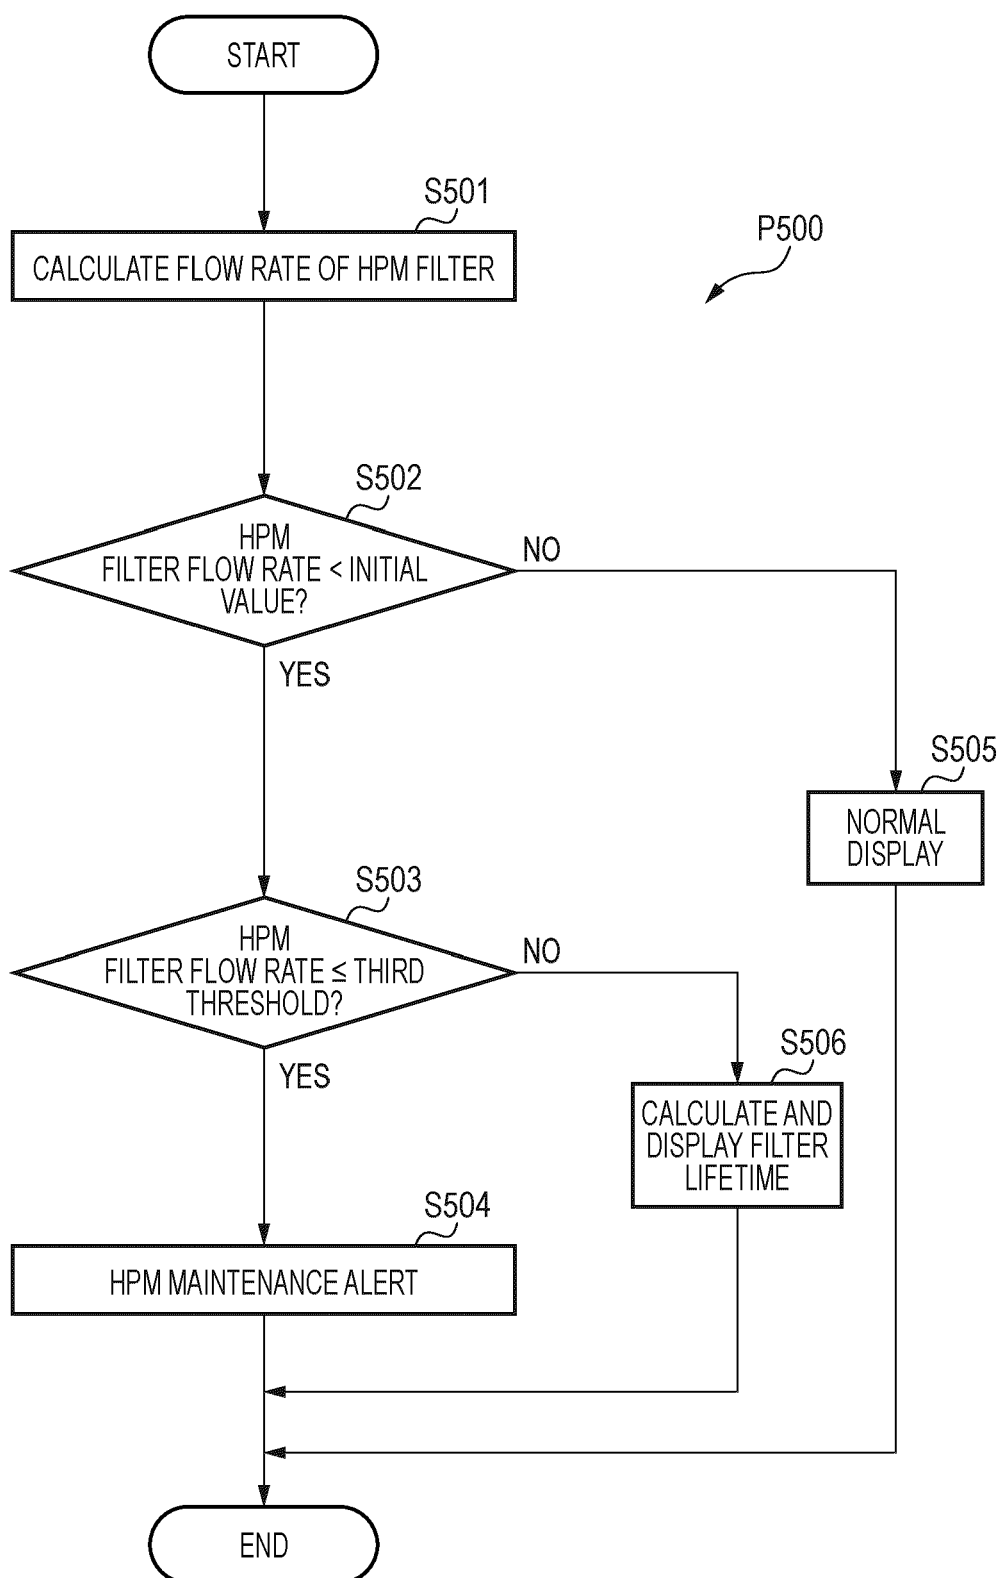 START
S501
CALCULATE FLOW RATE OF HPM FILTER
P500
S502
HPM
FILTER FLOW RATE < INITIAL
VALUE?
NO
YES
S505
NORMAL
DISPLAY
S503
HPM
FILTER FLOW RATE ≤ THIRD
THRESHOLD?
NO
YES
S506
CALCULATE AND
DISPLAY FILTER
LIFETIME
S504
HPM MAINTENANCE ALERT
END